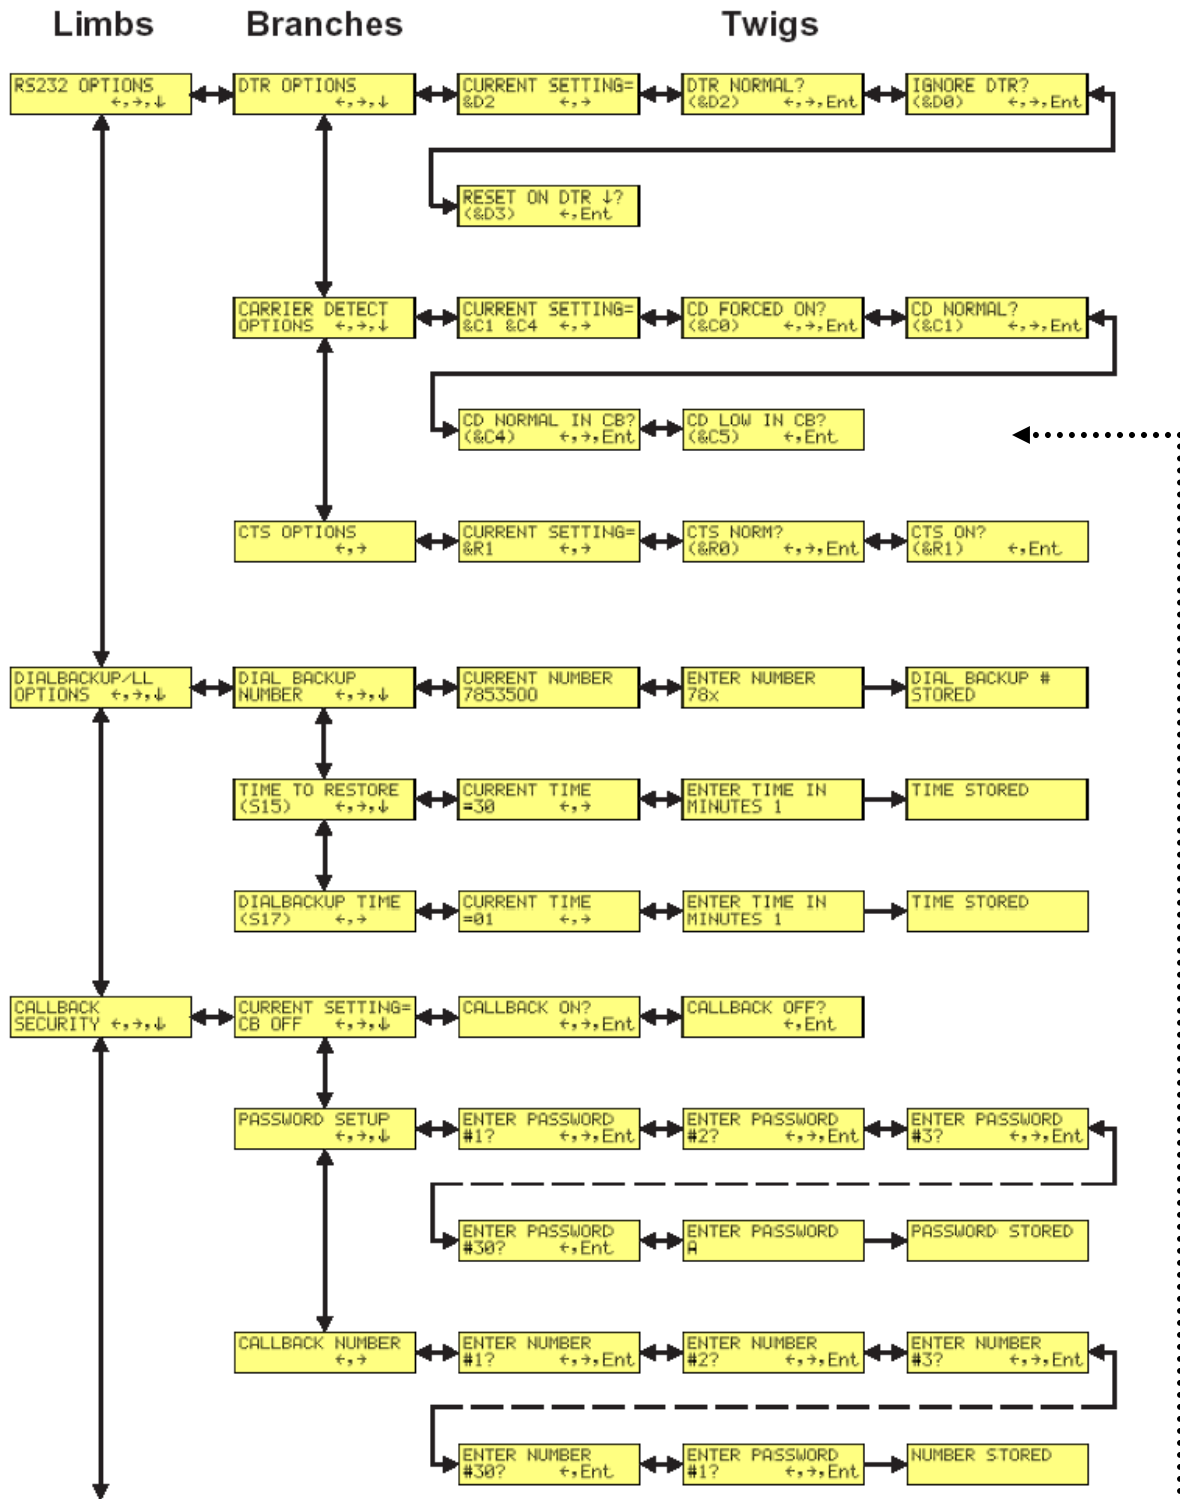 Limbs Branches Twigs
RS232 OPTIONS
←,→,↓
DTR OPTIONS
←,→,↓
CURRENT SETTING=
&D2 ←,→
DTR NORMAL?
(&D2) ←,→,Ent
IGNORE DTR?
(&D0) ←,→,Ent
RESET ON DTR ↓?
(&D3) ←,Ent
CARRIER DETECT
OPTIONS ←,→,↓
CURRENT SETTING=
&C1 &C4 ←,→
CD FORCED ON?
(&C0) ←,→,Ent
CD NORMAL?
(&C1) ←,→,Ent
CD NORMAL IN CB?
(&C4) ←,→,Ent
CD LOW IN CB?
(&C5) ←,Ent
CTS OPTIONS
←,→
CURRENT SETTING=
&R1 ←,→
CTS NORM?
(&R0) ←,→,Ent
CTS ON?
(&R1) ←,Ent
DIALBACKUP/LL
OPTIONS ←,→,↓
DIAL BACKUP
NUMBER ←,→,↓
CURRENT NUMBER
7853500
ENTER NUMBER
78x
DIAL BACKUP #
STORED
TIME TO RESTORE
(S15) ←,→,↓
CURRENT TIME
=30 ←,→
ENTER TIME IN
MINUTES 1
TIME STORED
DIALBACKUP TIME
(S17) ←,→
CURRENT TIME
=01 ←,→
ENTER TIME IN
MINUTES 1
TIME STORED
CALLBACK
SECURITY ←,→,↓
CURRENT SETTING=
CB OFF ←,→,↓
CALLBACK ON?
←,→,Ent
CALLBACK OFF?
←,Ent
PASSWORD SETUP
←,→,↓
ENTER PASSWORD
#1? ←,→,Ent
ENTER PASSWORD
#2? ←,→,Ent
ENTER PASSWORD
#3? ←,→,Ent
ENTER PASSWORD
#30? ←,Ent
ENTER PASSWORD
A
PASSWORD STORED
CALLBACK NUMBER
←,→
ENTER NUMBER
#1? ←,→,Ent
ENTER NUMBER
#2? ←,→,Ent
ENTER NUMBER
#3? ←,→,Ent
ENTER NUMBER
#30? ←,Ent
ENTER PASSWORD
#1? ←,→,Ent
NUMBER STORED